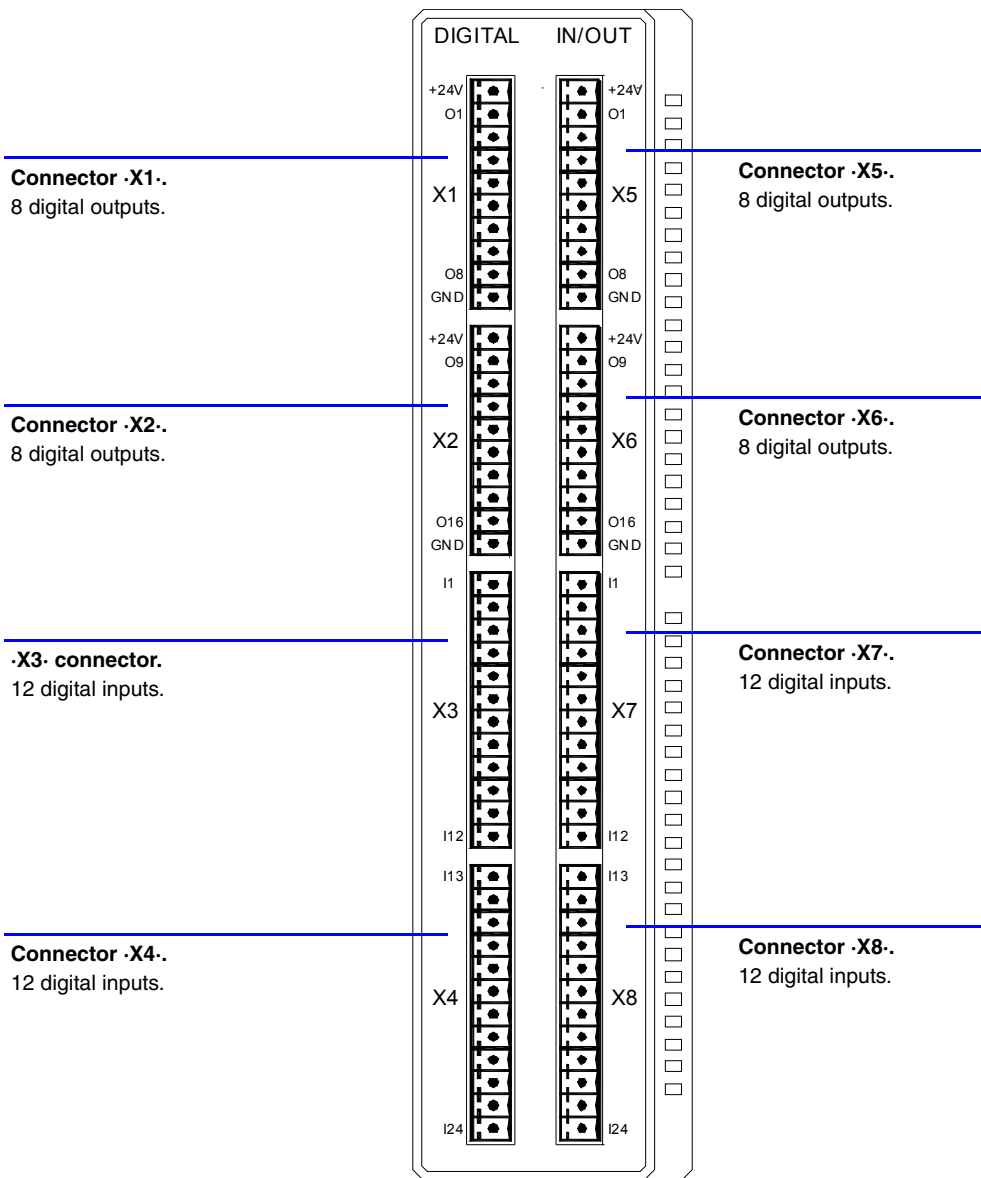 DIGITAL IN/OUT
+24V +24V
O1 O1
Connector ·X1·.
8 digital outputs.
X1 X5
Connector ·X5·.
8 digital outputs.
O8 O8
GND GND
+24V +24V
O9 O9
Connector ·X2·.
8 digital outputs.
X2 X6
Connector ·X6·.
8 digital outputs.
O16 O16
GND GND
I1 I1
·X3· connector.
12 digital inputs.
X3 X7
Connector ·X7·.
12 digital inputs.
I12 I12
I13 I13
Connector ·X4·.
12 digital inputs.
X4 X8
Connector ·X8·.
12 digital inputs.
I24 I24